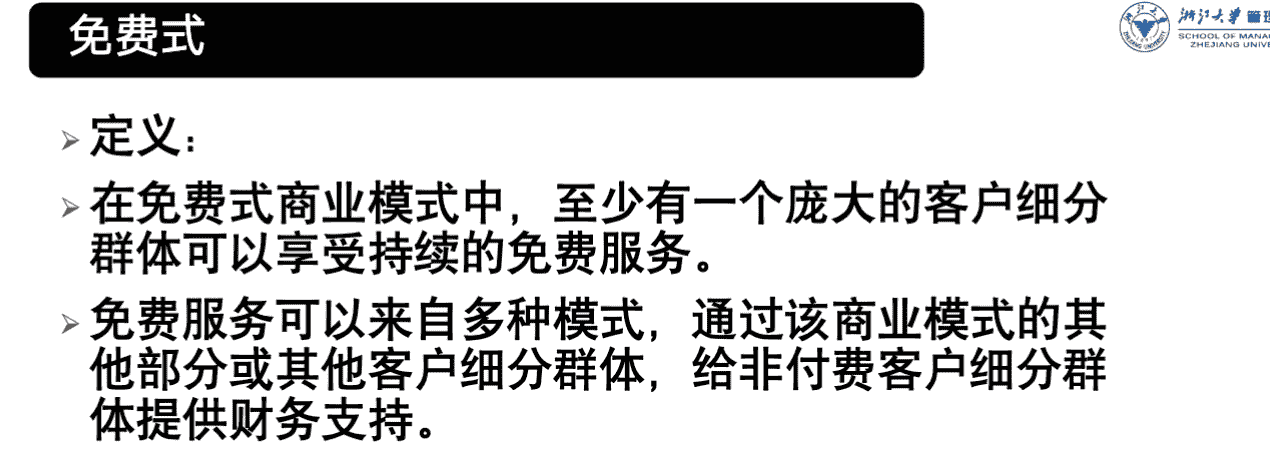 免费式
浙江大学 管理
SCHOOL OF MANA
ZHEJIANG UNIVE
定义：
在免费式商业模式中，至少有一个庞大的客户细分
群体可以享受持续的免费服务。
免费服务可以来自多种模式，通过该商业模式的其
他部分或其他客户细分群体，给非付费客户细分群
体提供财务支持。